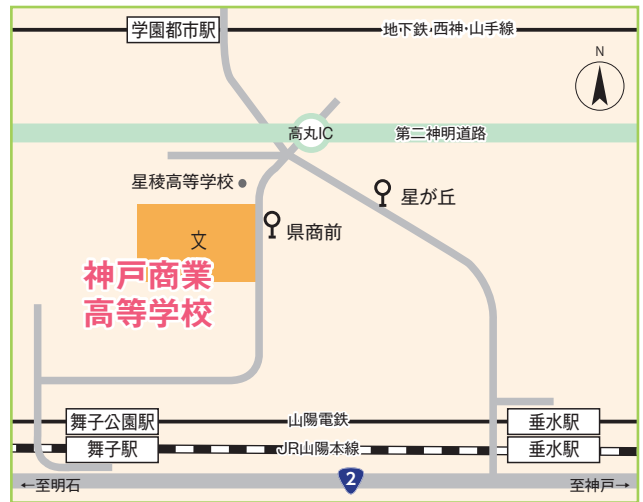 学園都市駅
地下鉄・西神・山手線
N
高丸IC
第二神明道路
星稜高等学校
星が丘
文
県商前
神戸商業
高等学校
舞子公園駅
山陽電鉄
垂水駅
舞子駅
JR山陽本線
垂水駅
←至明石
2
至神戸→